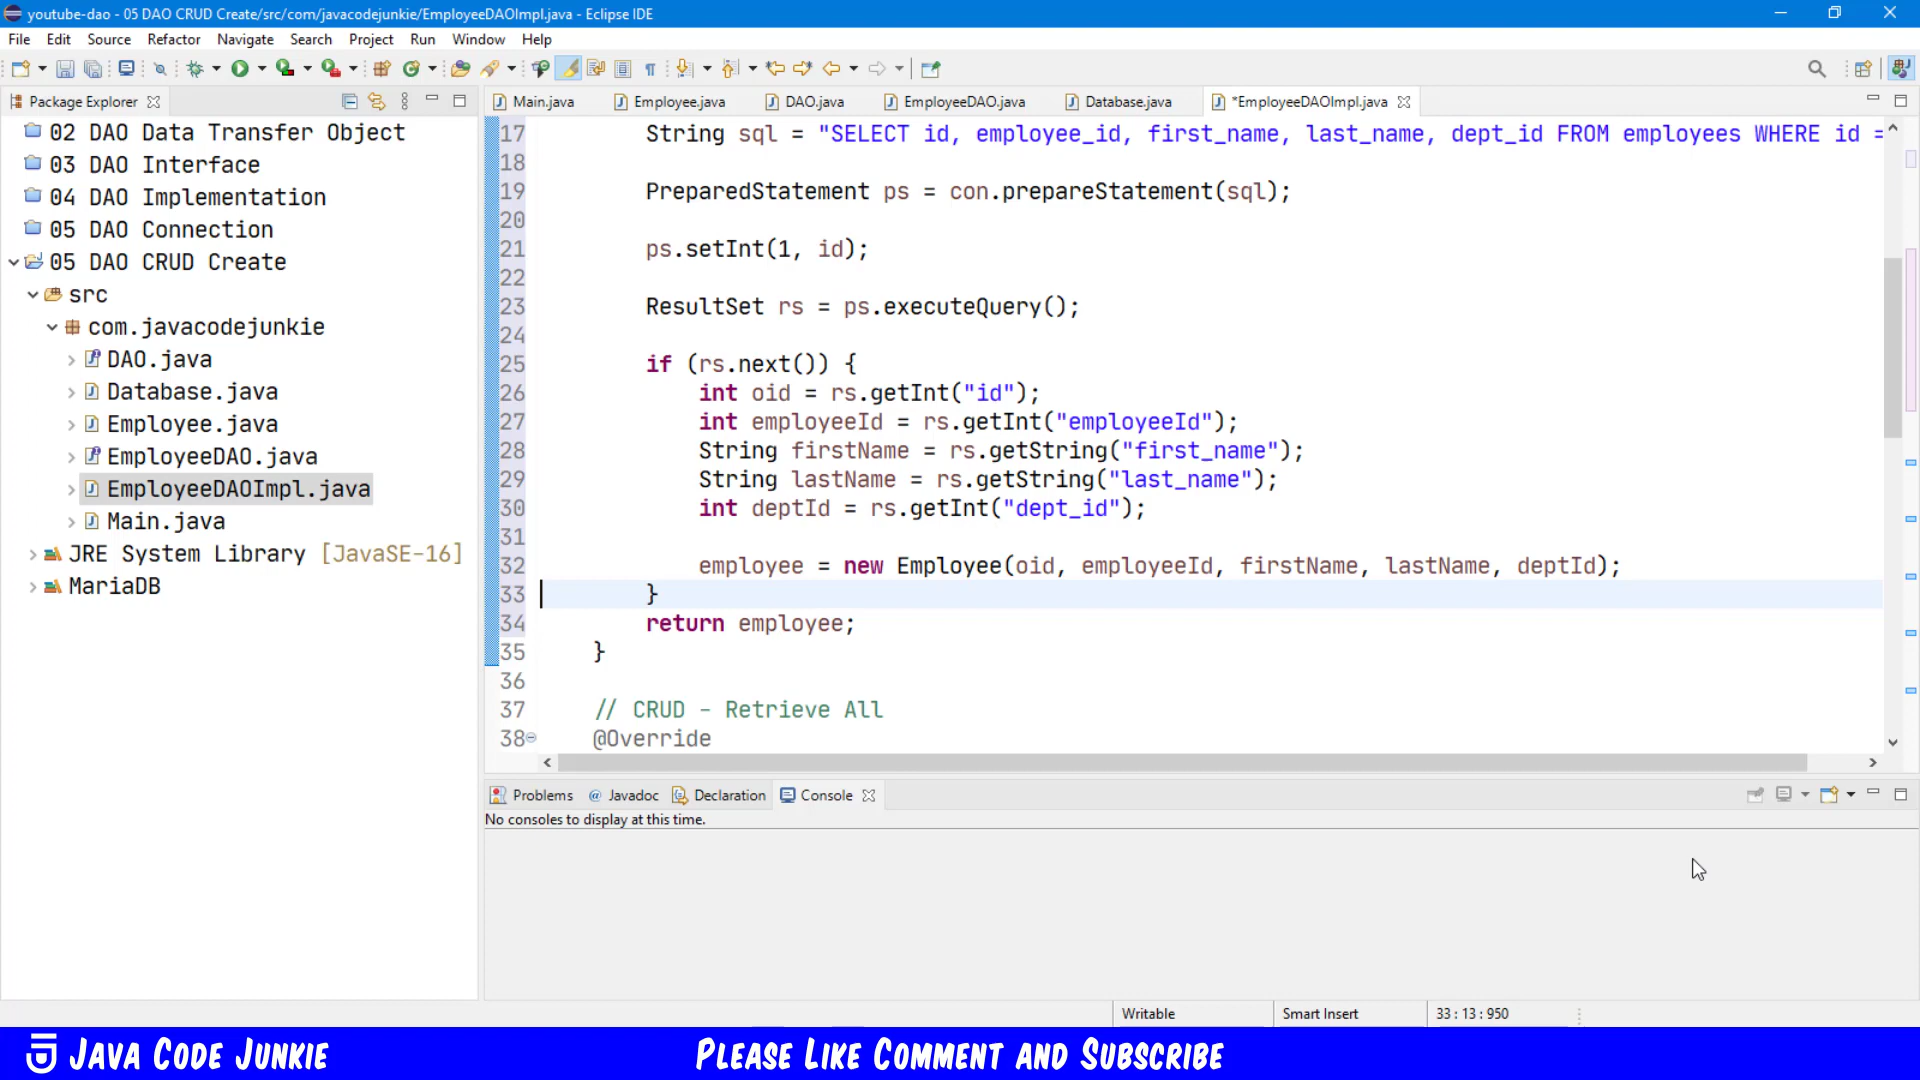 youtube-dao - 05 DAO CRUD Create/src/com/javacodejunkie/EmployeeDAOImpl.java - Eclipse IDE
File Edit Source Refactor Navigate Search Project Run Window Help
Package Explorer
02 DAO Data Transfer Object
03 DAO Interface
04 DAO Implementation
05 DAO Connection
05 DAO CRUD Create
src
com.javacodejunkie
DAO.java
Database.java
Employee.java
EmployeeDAO.java
EmployeeDAOImpl.java
Main.java
JRE System Library [JavaSE-16]
MariaDB
Main.java Employee.java DAO.java EmployeeDAO.java Database.java *EmployeeDAOImpl.java
17 String sql = "SELECT id, employee_id, first_name, last_name, dept_id FROM employees WHERE id =
18
19 PreparedStatement ps = con.prepareStatement(sql);
20
21 ps.setInt(1, id);
22
23 ResultSet rs = ps.executeQuery();
24
25 if (rs.next()) {
26 int oid = rs.getInt("id");
27 int employeeId = rs.getInt("employeeId");
28 String firstName = rs.getString("first_name");
29 String lastName = rs.getString("last_name");
30 int deptId = rs.getInt("dept_id");
31
32 employee = new Employee(oid, employeeId, firstName, lastName, deptId);
33 }
34 return employee;
35 }
36
37 // CRUD - Retrieve All
38 @Override
Problems @ Javadoc Declaration Console
No consoles to display at this time.
Writable Smart Insert 33 : 13 : 950
JAVA CODE JUNKIE PLEASE LIKE COMMENT AND SUBSCRIBE